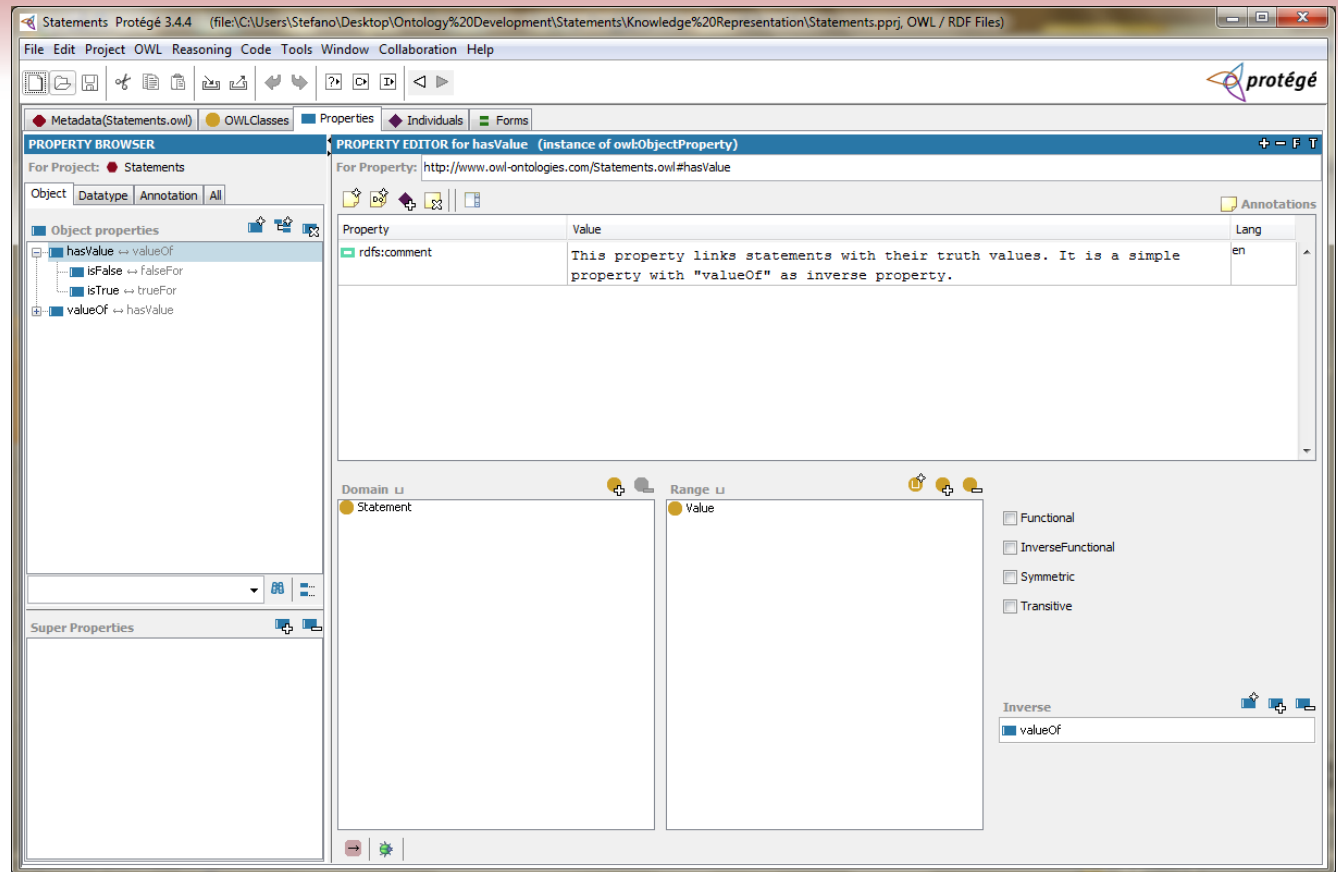 Statements Protégé 3.4.4 (file:\C:\Users\Stefano\Desktop\Ontology%20Development\Statements\Knowledge%20Representation\Statements.pprj, OWL / RDF Files)
File Edit Project OWL Reasoning Code Tools Window Collaboration Help
protégé
Metadata(Statements.owl) OWLClasses Properties Individuals Forms
PROPERTY BROWSER
For Project: Statements
Object Datatype Annotation All
Object properties
hasValue ↔ valueOf
isFalse ↔ falseFor
isTrue ↔ trueFor
valueOf ↔ hasValue
Super Properties
PROPERTY EDITOR for hasValue (instance of owl:ObjectProperty)
+ – F T
For Property: http://www.owl-ontologies.com/Statements.owl#hasValue
Annotations
Property Value Lang
rdfs:comment This property links statements with their truth values. It is a simple en
property with "valueOf" as inverse property.
Domain ⊔
Statement
Range ⊔
Value
Functional
InverseFunctional
Symmetric
Transitive
Inverse
valueOf